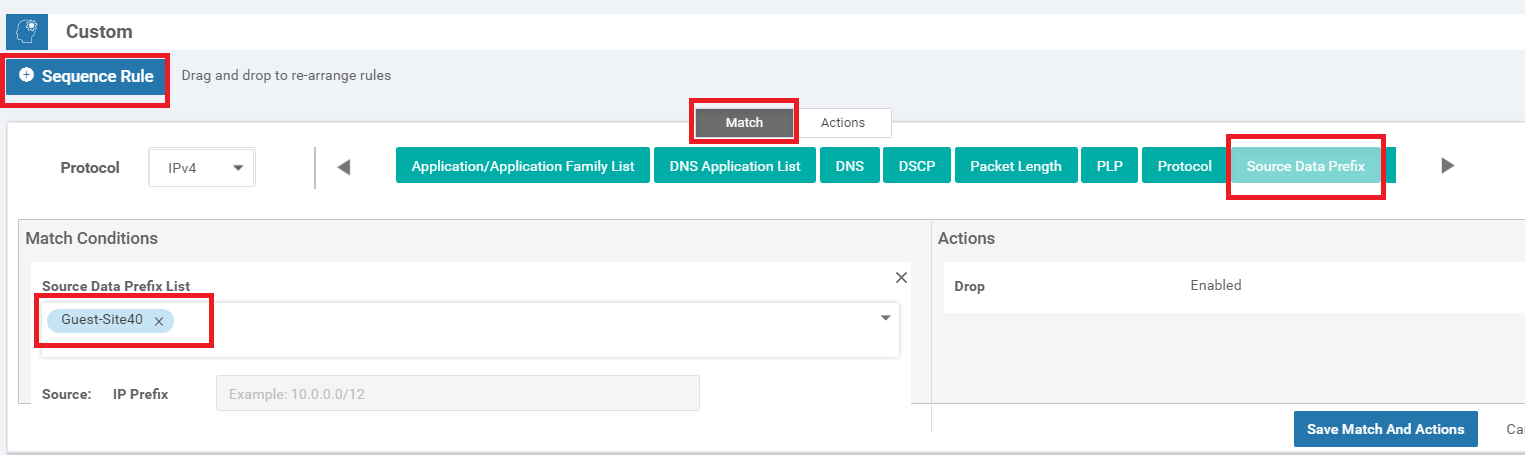 Custom
Sequence Rule Drag and drop to re-arrange rules
Match Actions
Protocol IPv4 Application/Application Family List DNS Application List DNS DSCP Packet Length PLP Protocol Source Data Prefix
Match Conditions Actions
Source Data Prefix List Drop Enabled
Guest-Site40
Source: IP Prefix Example: 10.0.0.0/12
Save Match And Actions